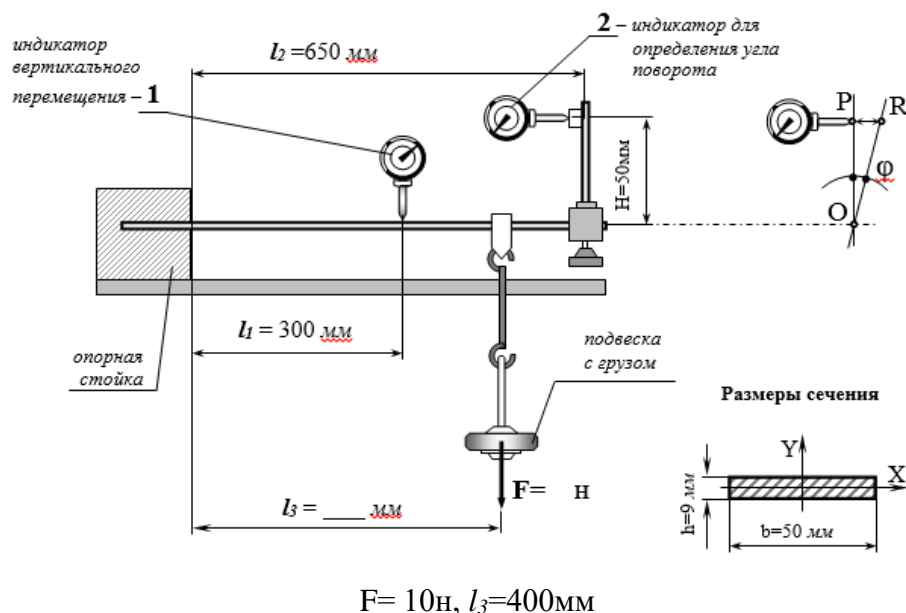 индикатор
вертикального
перемещения – 1
l2 =650 мм
2 – индикатор для
определения угла
поворота
P
R
H=50мм
φ
O
l1 = 300 мм
опорная
стойка
подвеска
с грузом
Размеры сечения
F= н
l3 = ___ мм
Y
X
h=9 мм
b=50 мм
F= 10н, l3=400мм